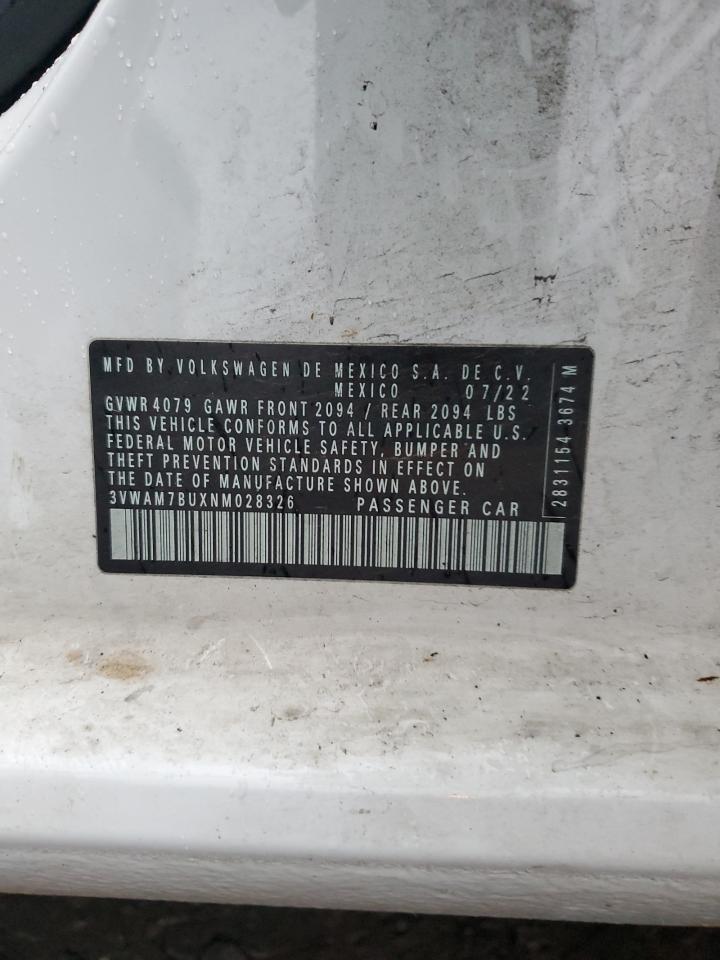 MFD BY. VOLKSWAGEN DE MEXICO S.A. DE C.V.
MEXICO 07/22
GVWR 4079 GAWR FRONT 2094 / REAR 2094 LBS
THIS VEHICLE CONFORMS TO ALL APPLICABLE U.S.
FEDERAL MOTOR VEHICLE SAFETY, BUMPER AND
THEFT PREVENTION STANDARDS IN EFFECT ON
THE DATE OF MANUFACTURE SHOWN ABOVE.
3VWAM7BUXNM028326 PASSENGER CAR
2831154 3674 M